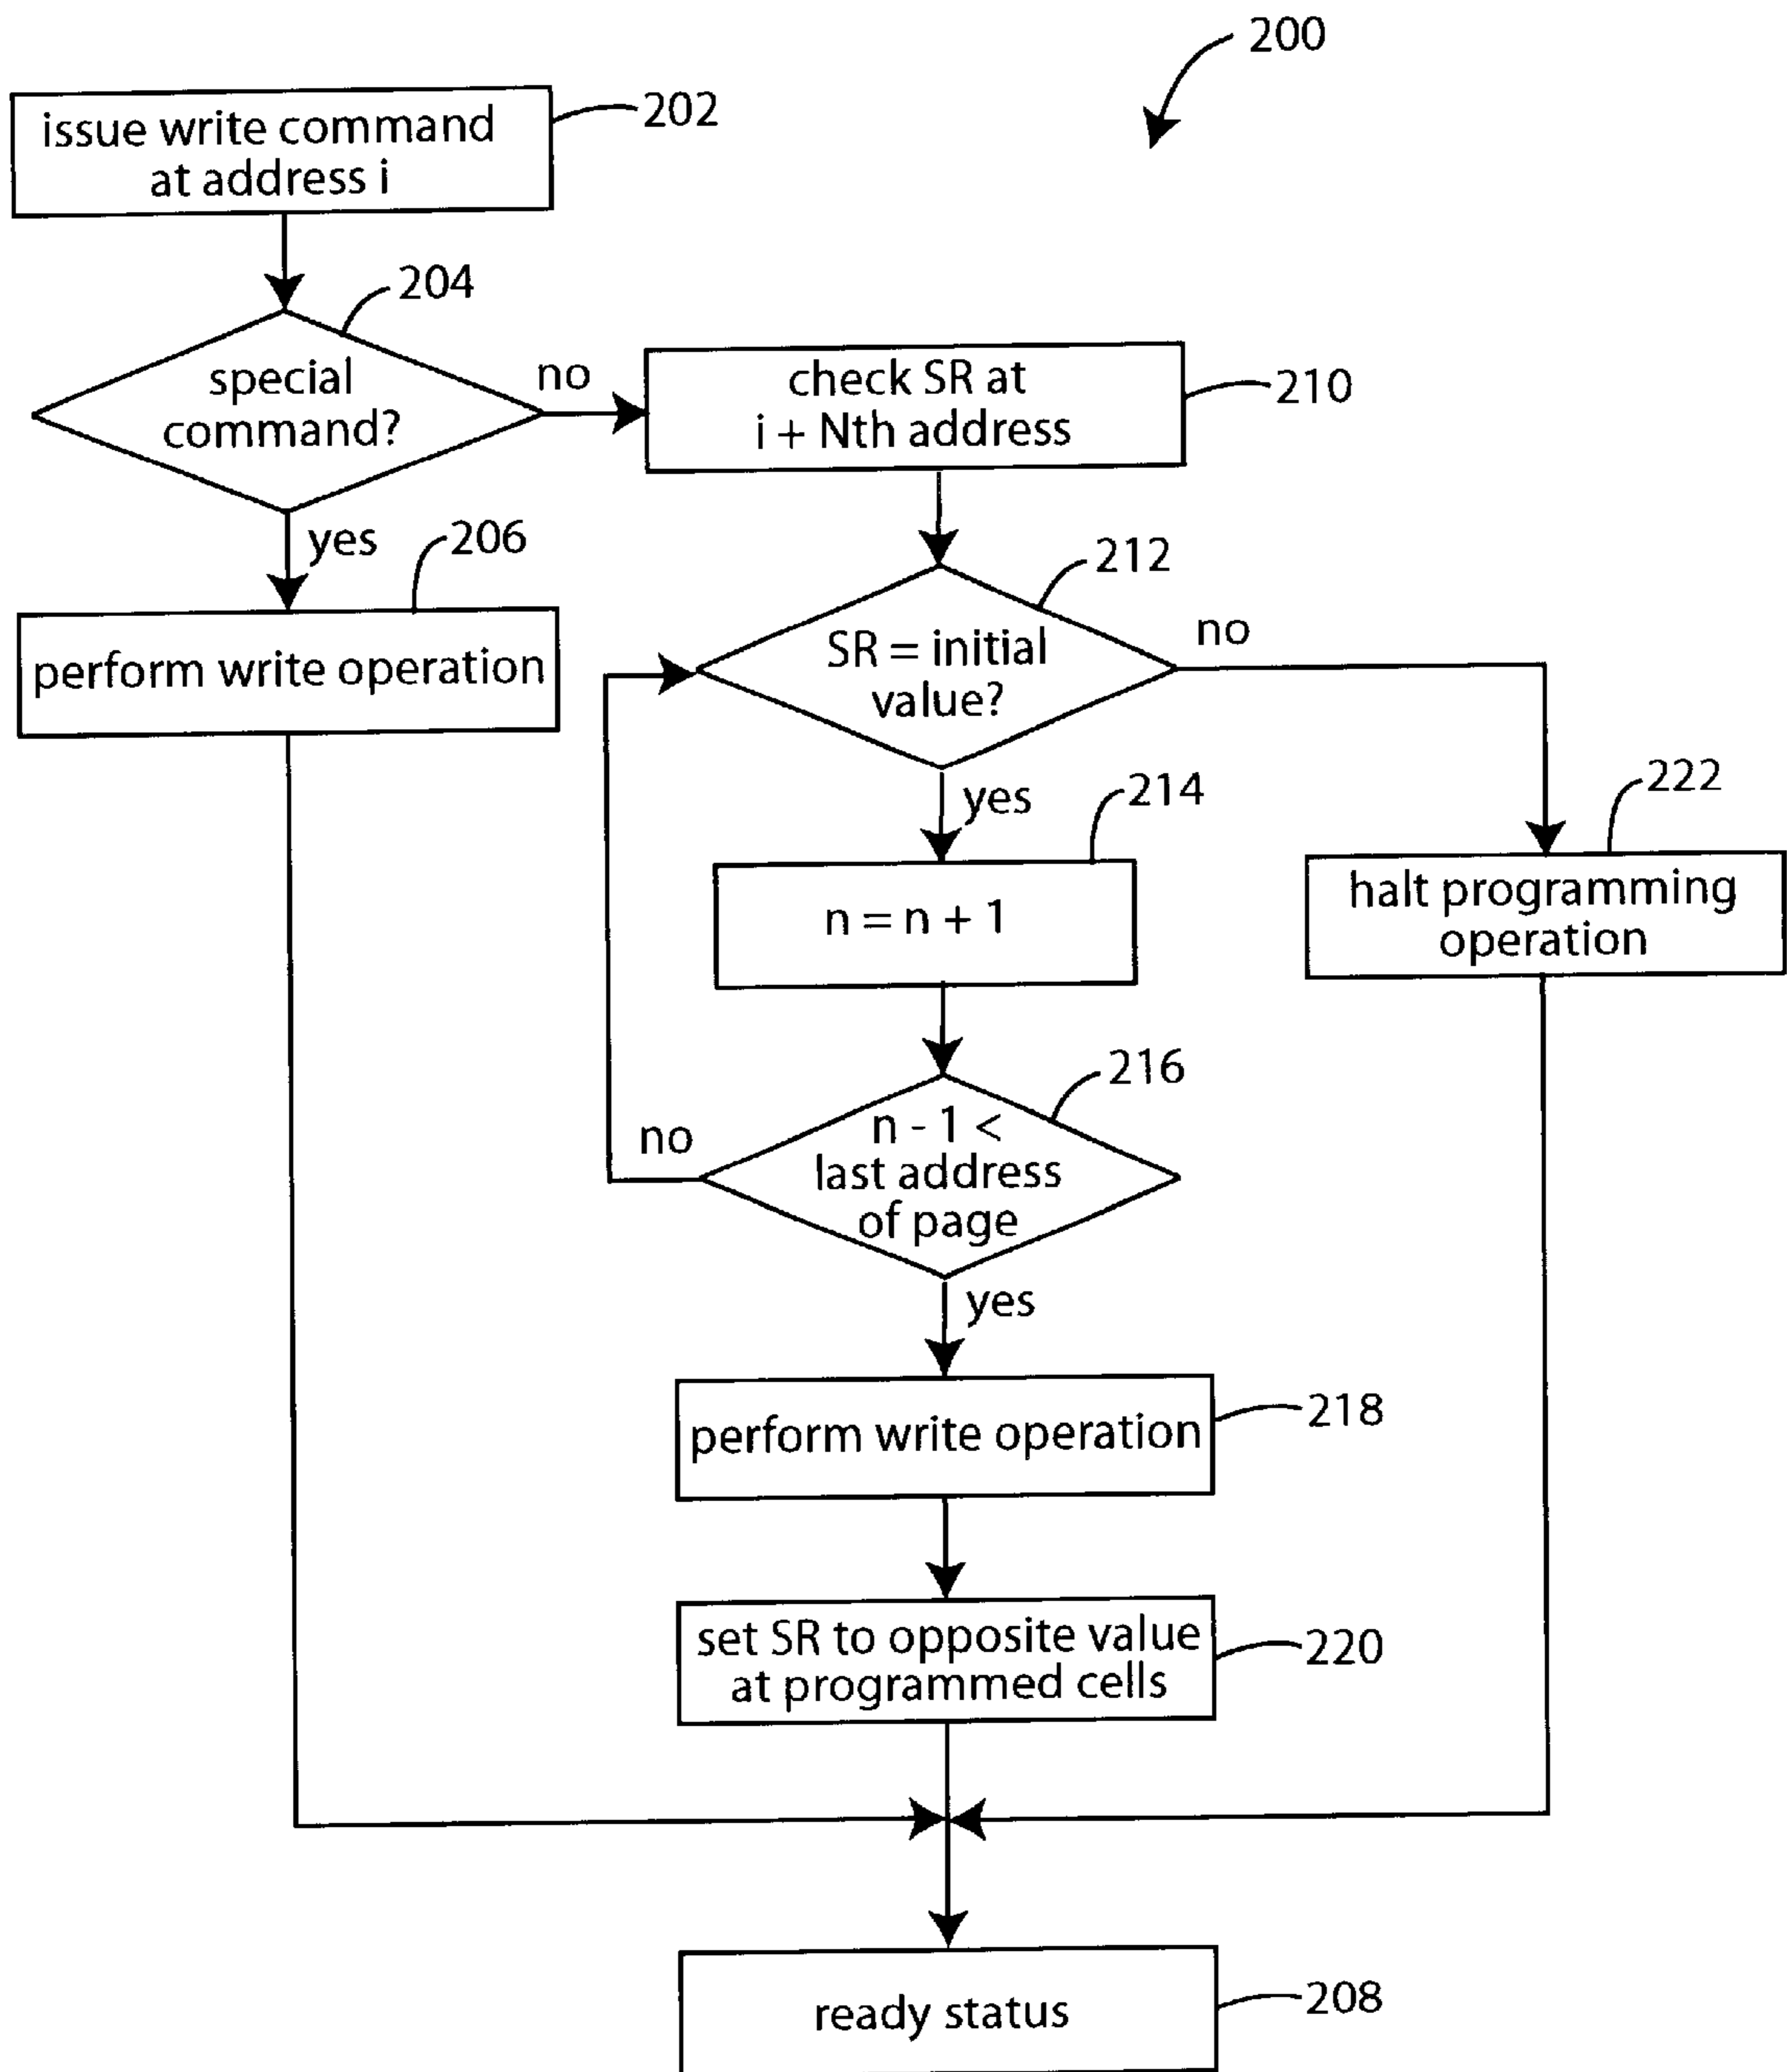 200
issue write command
at address i
202
204
special
command?
no
check SR at
i + Nth address
210
yes
206
perform write operation
212
SR = initial
value?
no
yes
214
n = n + 1
222
halt programming
operation
216
n - 1 <
last address
of page
no
yes
perform write operation
218
set SR to opposite value
at programmed cells
220
ready status
208